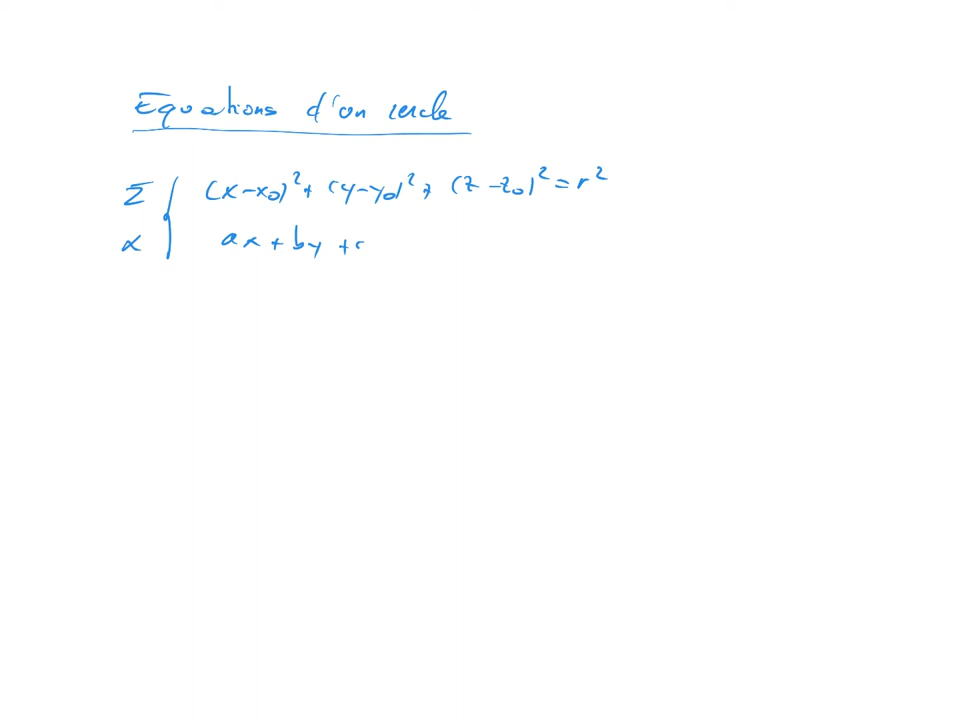 Equations d'un cercle
Σ { (x-x₀)² + (y-y₀)² + (z-z₀)² = r²
α { ax + by + c